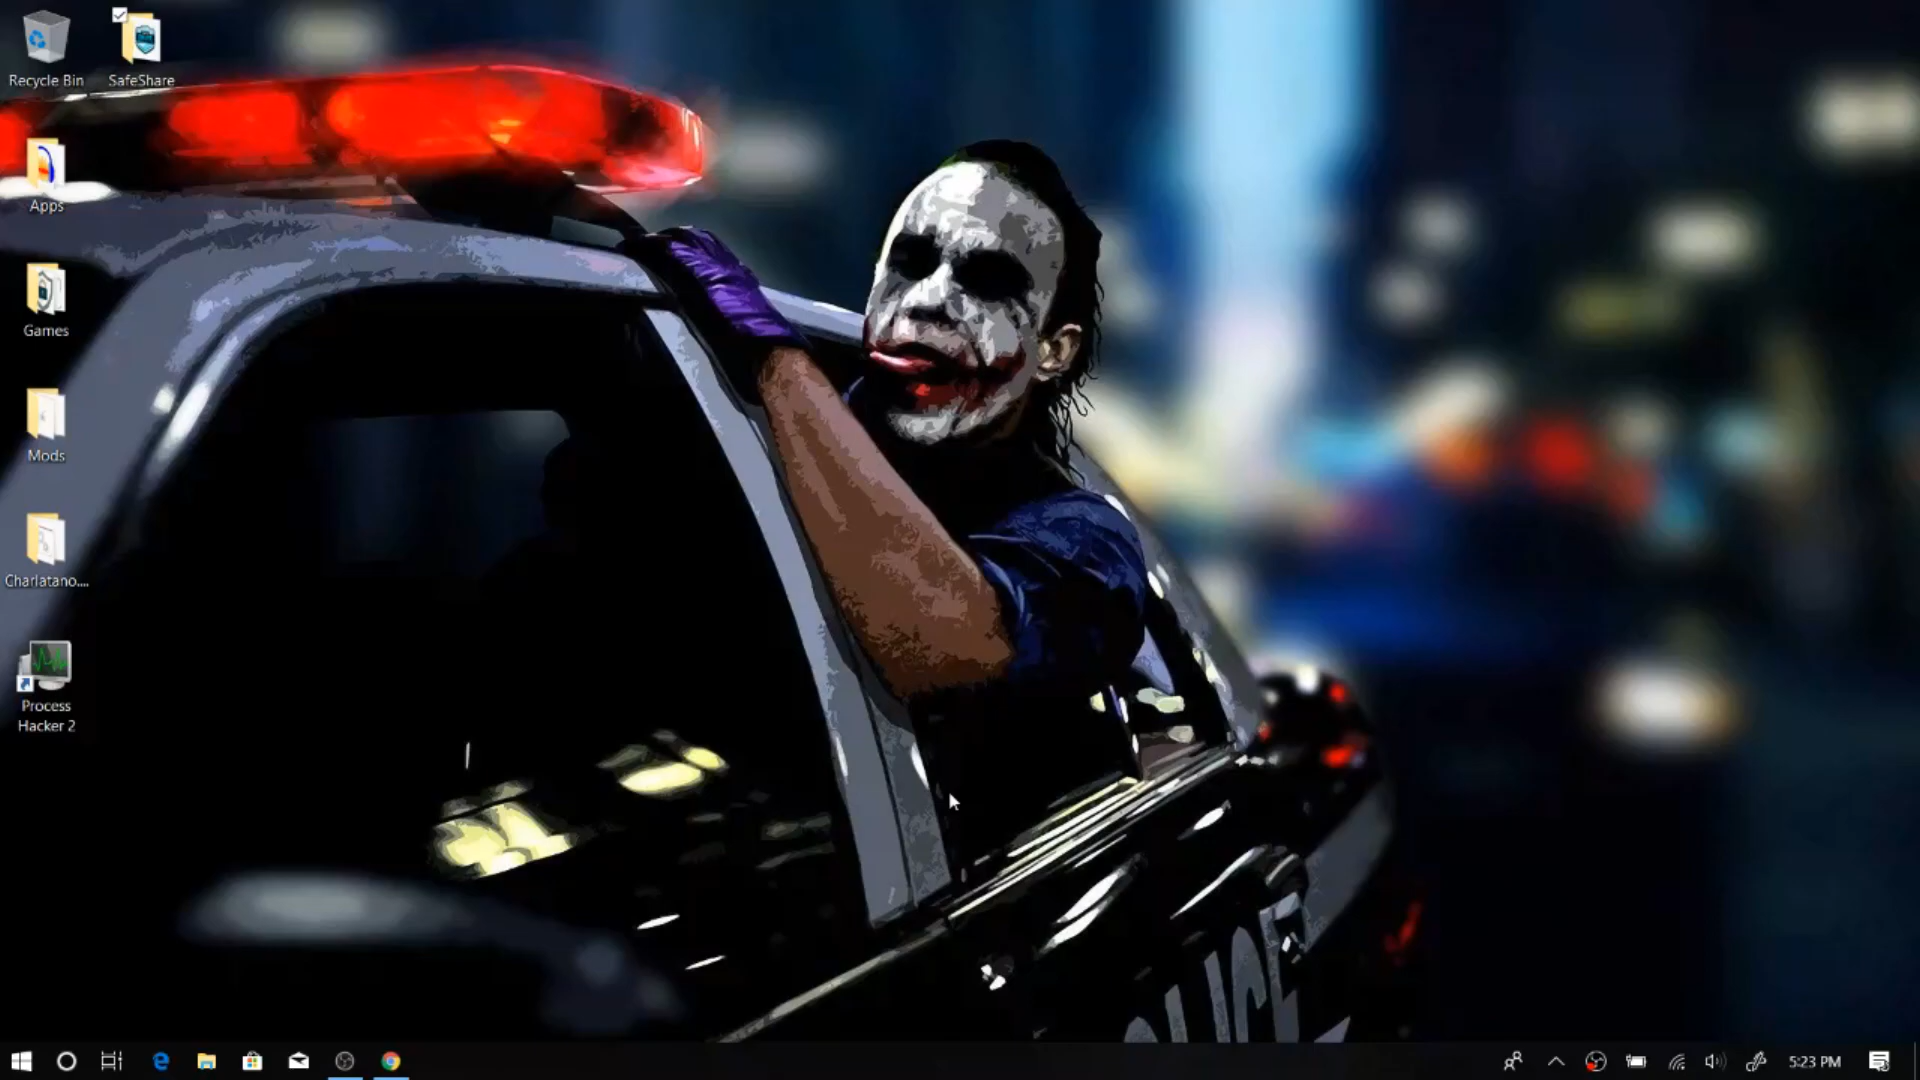 Recycle Bin
SafeShare
Apps
Games
Mods
Charlatano....
Process
Hacker 2
5:23 PM